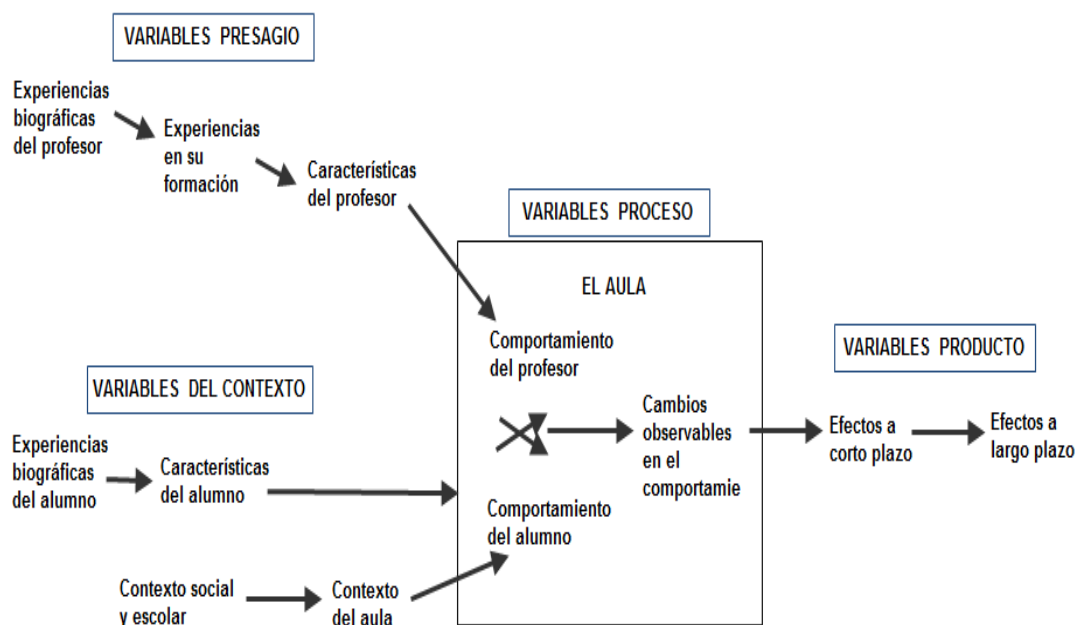 VARIABLES PRESAGIO
Experiencias
biográficas
del profesor
Experiencias
en su
formación
Características
del profesor
VARIABLES PROCESO
EL AULA
Comportamiento
del profesor
VARIABLES PRODUCTO
VARIABLES DEL CONTEXTO
Cambios
observables
en el
comportamie
Efectos a
corto plazo
Efectos a
largo plazo
Experiencias
biográficas
del alumno
Características
del alumno
Comportamiento
del alumno
Contexto social
y escolar
Contexto
del aula